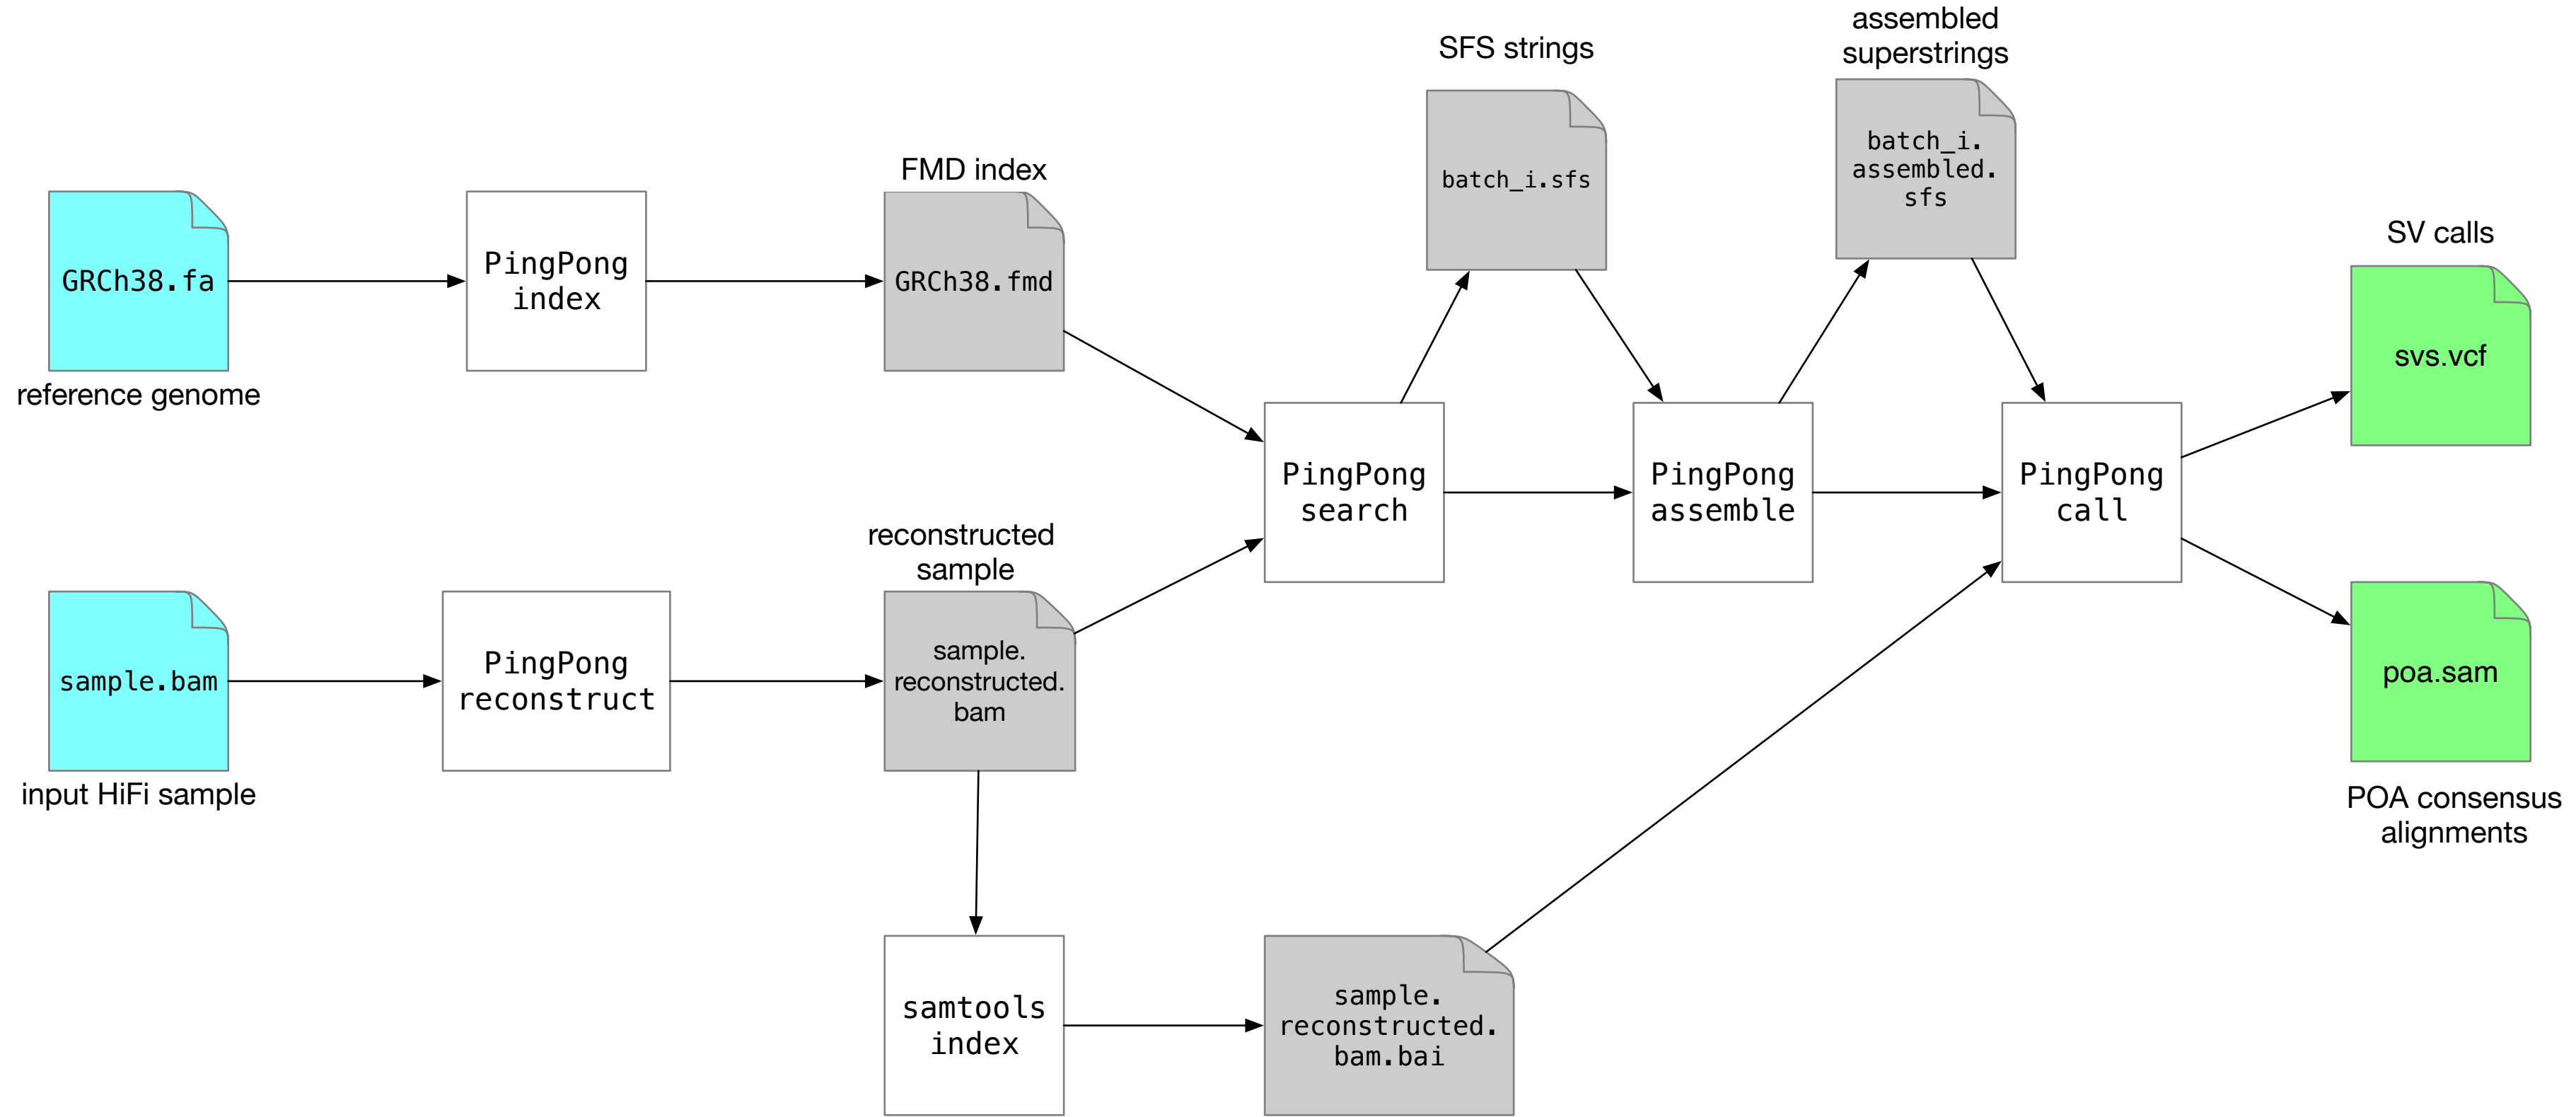 SFS strings
batch_i.sfs
assembled
superstrings
batch_i.
assembled.
sfs
GRCh38.fa
reference genome
PingPong
index
FMD index
GRCh38.fmd
SV calls
svs.vcf
PingPong
search
PingPong
assemble
PingPong
call
sample.bam
input HiFi sample
PingPong
reconstruct
reconstructed
sample
sample.
reconstructed.
bam
poa.sam
POA consensus
alignments
samtools
index
sample.
reconstructed.
bam.bai